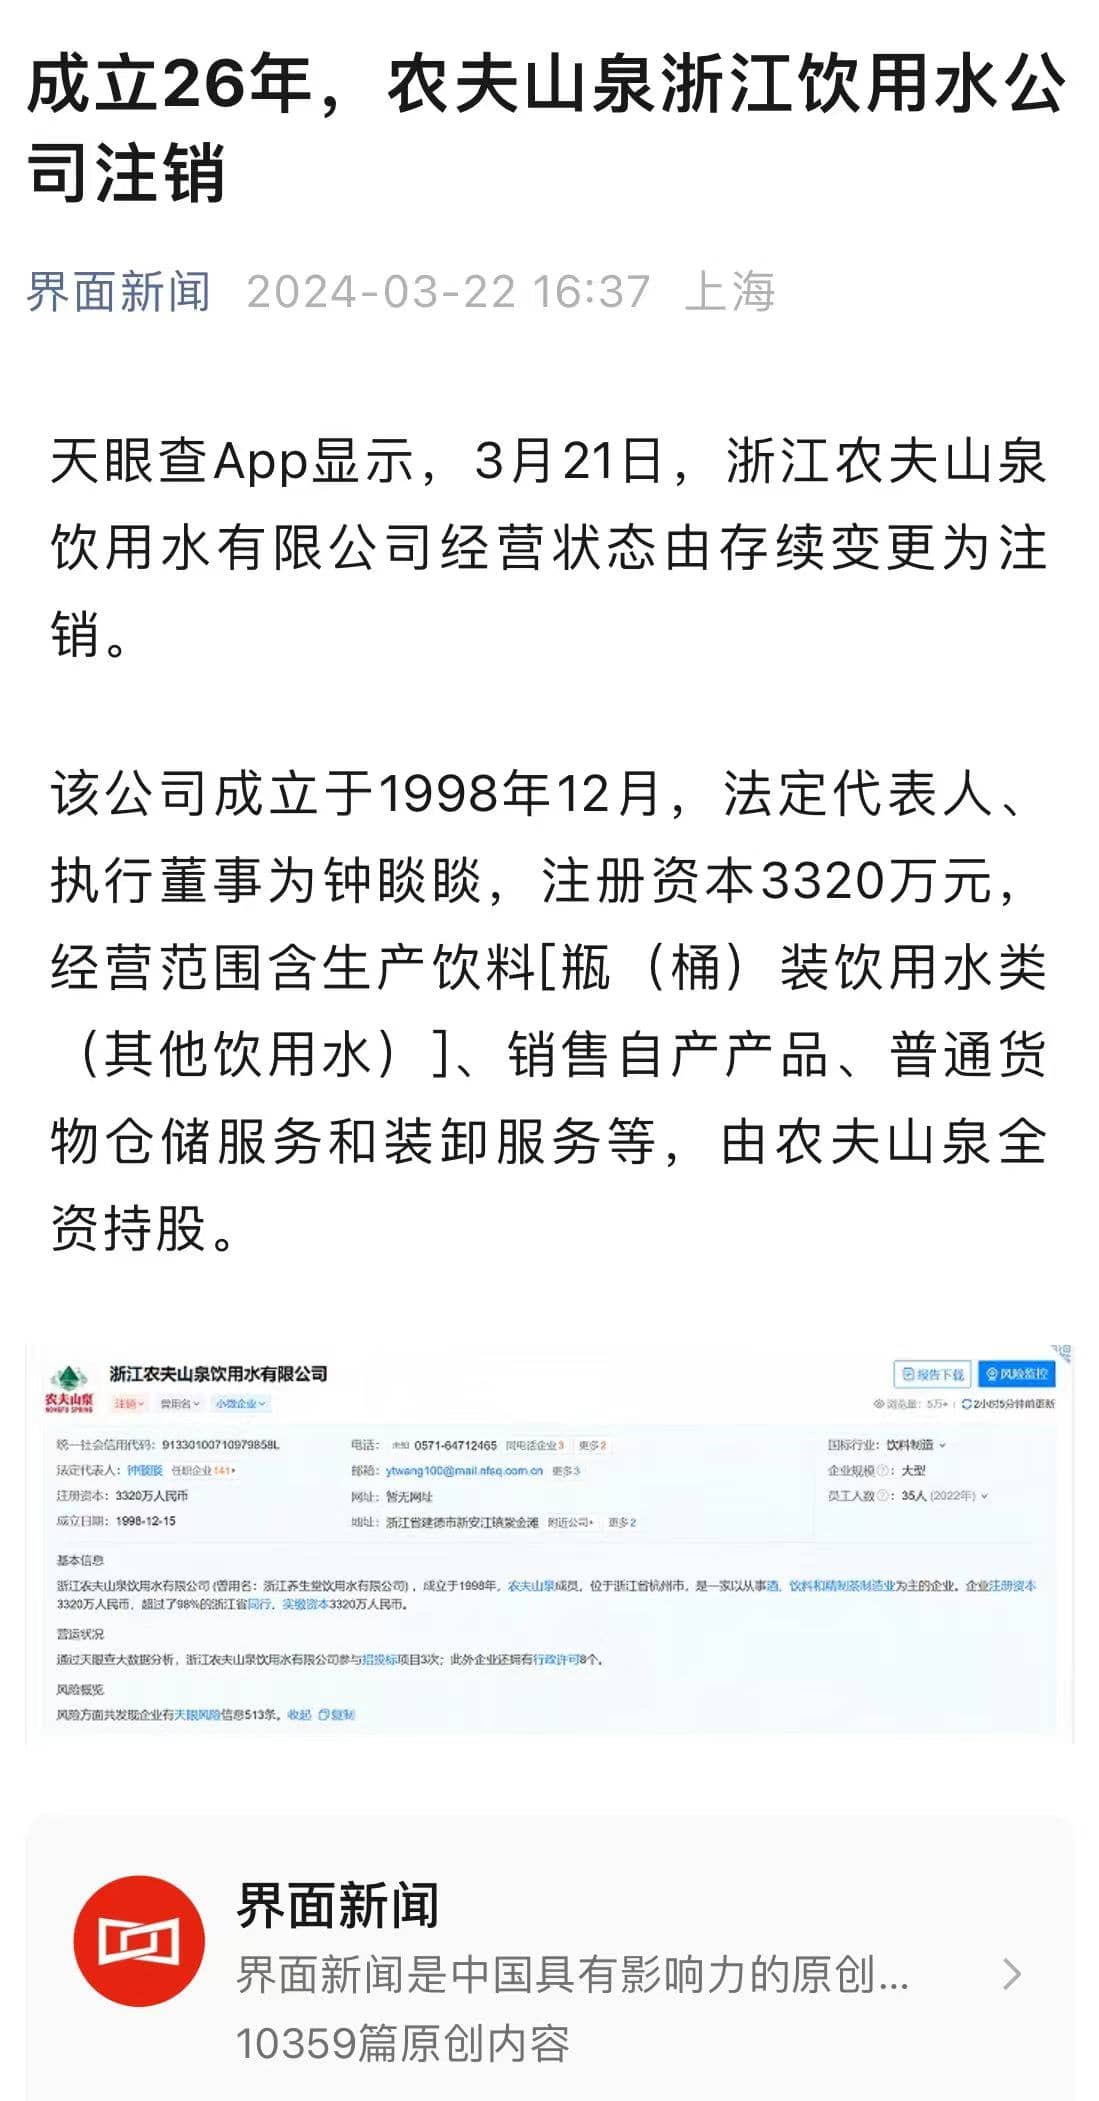 成立26年，农夫山泉浙江饮用水公
司注销
界面新闻 2024-03-22 16:37 上海
天眼查App显示，3月21日，浙江农夫山泉
饮用水有限公司经营状态由存续变更为注
销。
该公司成立于1998年12月，法定代表人、
执行董事为钟睒睒，注册资本3320万元，
经营范围含生产饮料[瓶（桶）装饮用水类
（其他饮用水）]、销售自产产品、普通货
物仓储服务和装卸服务等，由农夫山泉全
资持股。
农夫山泉
NONGFU SPRING
浙江农夫山泉饮用水有限公司
报告下载 风险监控
注销 曾用名 小微企业
浏览量：5万+ 2小时5分钟前更新
统一社会信用代码：91330100710979858L 电话： 0571-64712465 同电话企业3 更多2 国标行业：饮料制造
法定代表人：钟睒睒 任职企业141 邮箱：ytwang100@mail.nfsq.com.cn 更多3 企业规模：大型
注册资本：3320万人民币 网址：暂无网址 员工人数：35人 (2022年)
成立日期：1998-12-15 地址：浙江省建德市新安江镇紫金滩 附近公司 更多2
基本信息
浙江农夫山泉饮用水有限公司 (曾用名：浙江养生堂饮用水有限公司)，成立于1998年，农夫山泉成员，位于浙江省杭州市，是一家以从事酒、饮料和精制茶制造业为主的企业。企业注册资本
3320万人民币，超过了98%的浙江省同行，实缴资本3320万人民币。
营运状况
通过天眼查大数据分析，浙江农夫山泉饮用水有限公司参与招投标项目3次；此外企业还拥有行政许可8个。
风险概览
风险方面共发现企业有天眼风险信息513条。收起 复制
界面新闻
界面新闻是中国具有影响力的原创...
10359篇原创内容